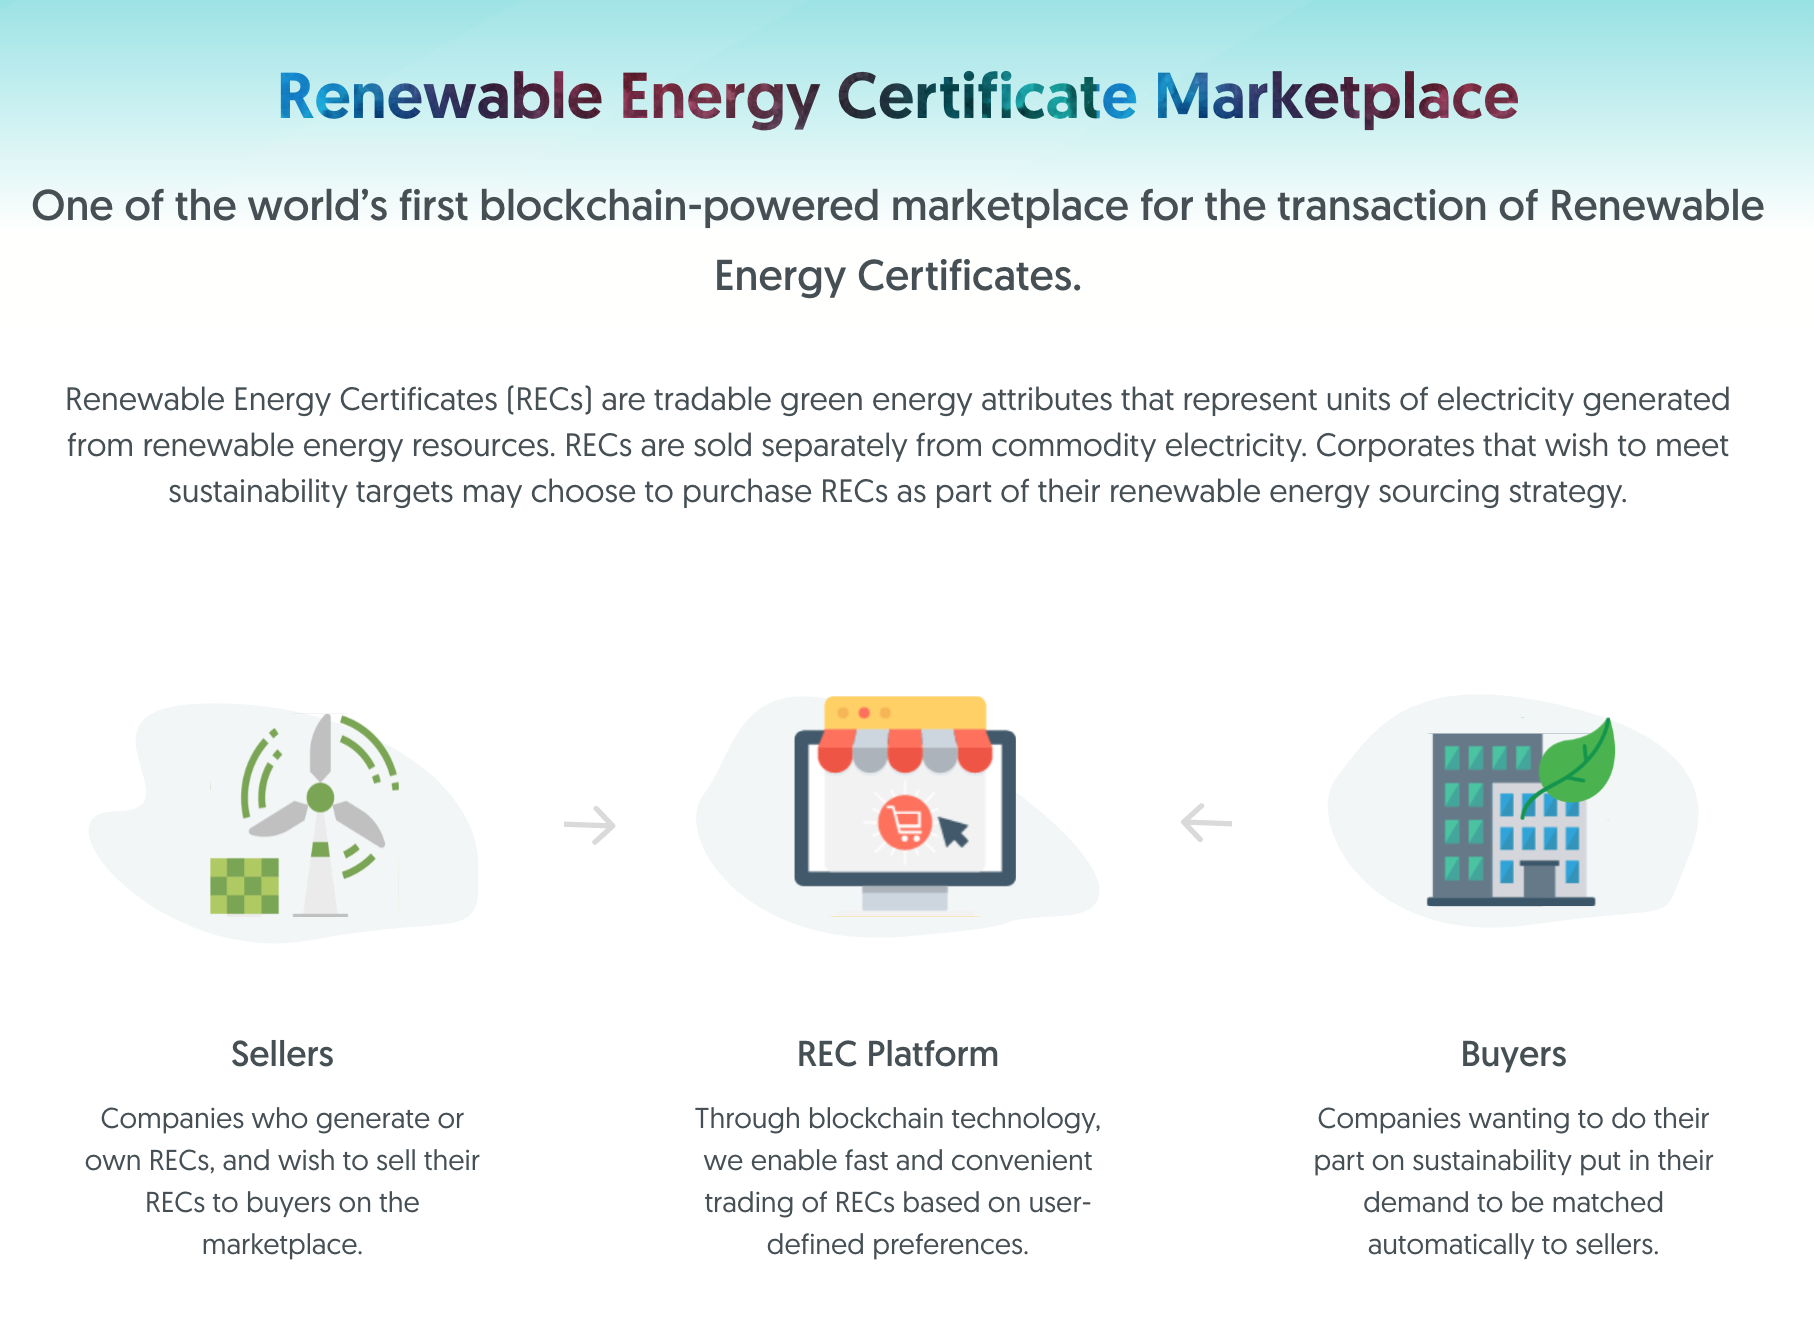 Renewable Energy Certificate Marketplace
One of the world’s first blockchain-powered marketplace for the transaction of Renewable
Energy Certificates.
Renewable Energy Certificates (RECs) are tradable green energy attributes that represent units of electricity generated
from renewable energy resources. RECs are sold separately from commodity electricity. Corporates that wish to meet
sustainability targets may choose to purchase RECs as part of their renewable energy sourcing strategy.
Sellers
Companies who generate or
own RECs, and wish to sell their
RECs to buyers on the
marketplace.
REC Platform
Through blockchain technology,
we enable fast and convenient
trading of RECs based on user-
defined preferences.
Buyers
Companies wanting to do their
part on sustainability put in their
demand to be matched
automatically to sellers.